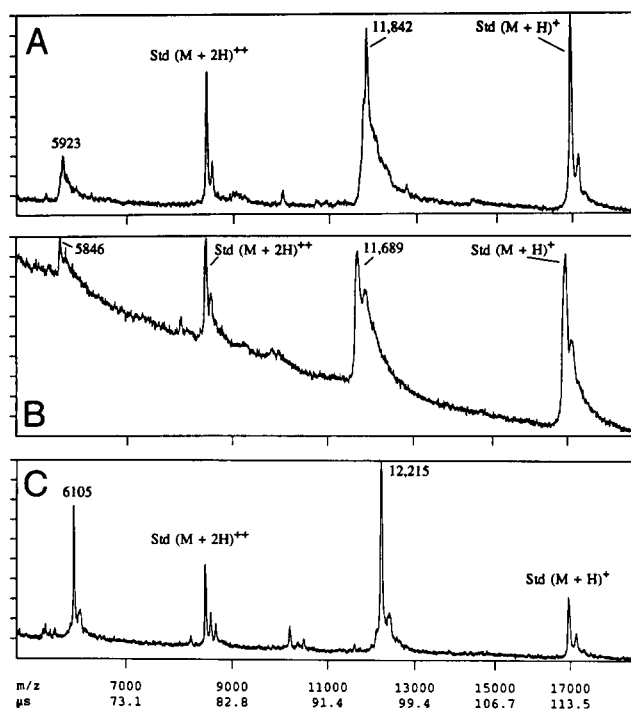 A
5923
Std (M + 2H)++
11,842
Std (M + H)+
B
5846
Std (M + 2H)++
11,689
Std (M + H)+
C
6105
Std (M + 2H)++
12,215
Std (M + H)+
m/z 7000 9000 11000 13000 15000 17000
µs 73.1 82.8 91.4 99.4 106.7 113.5